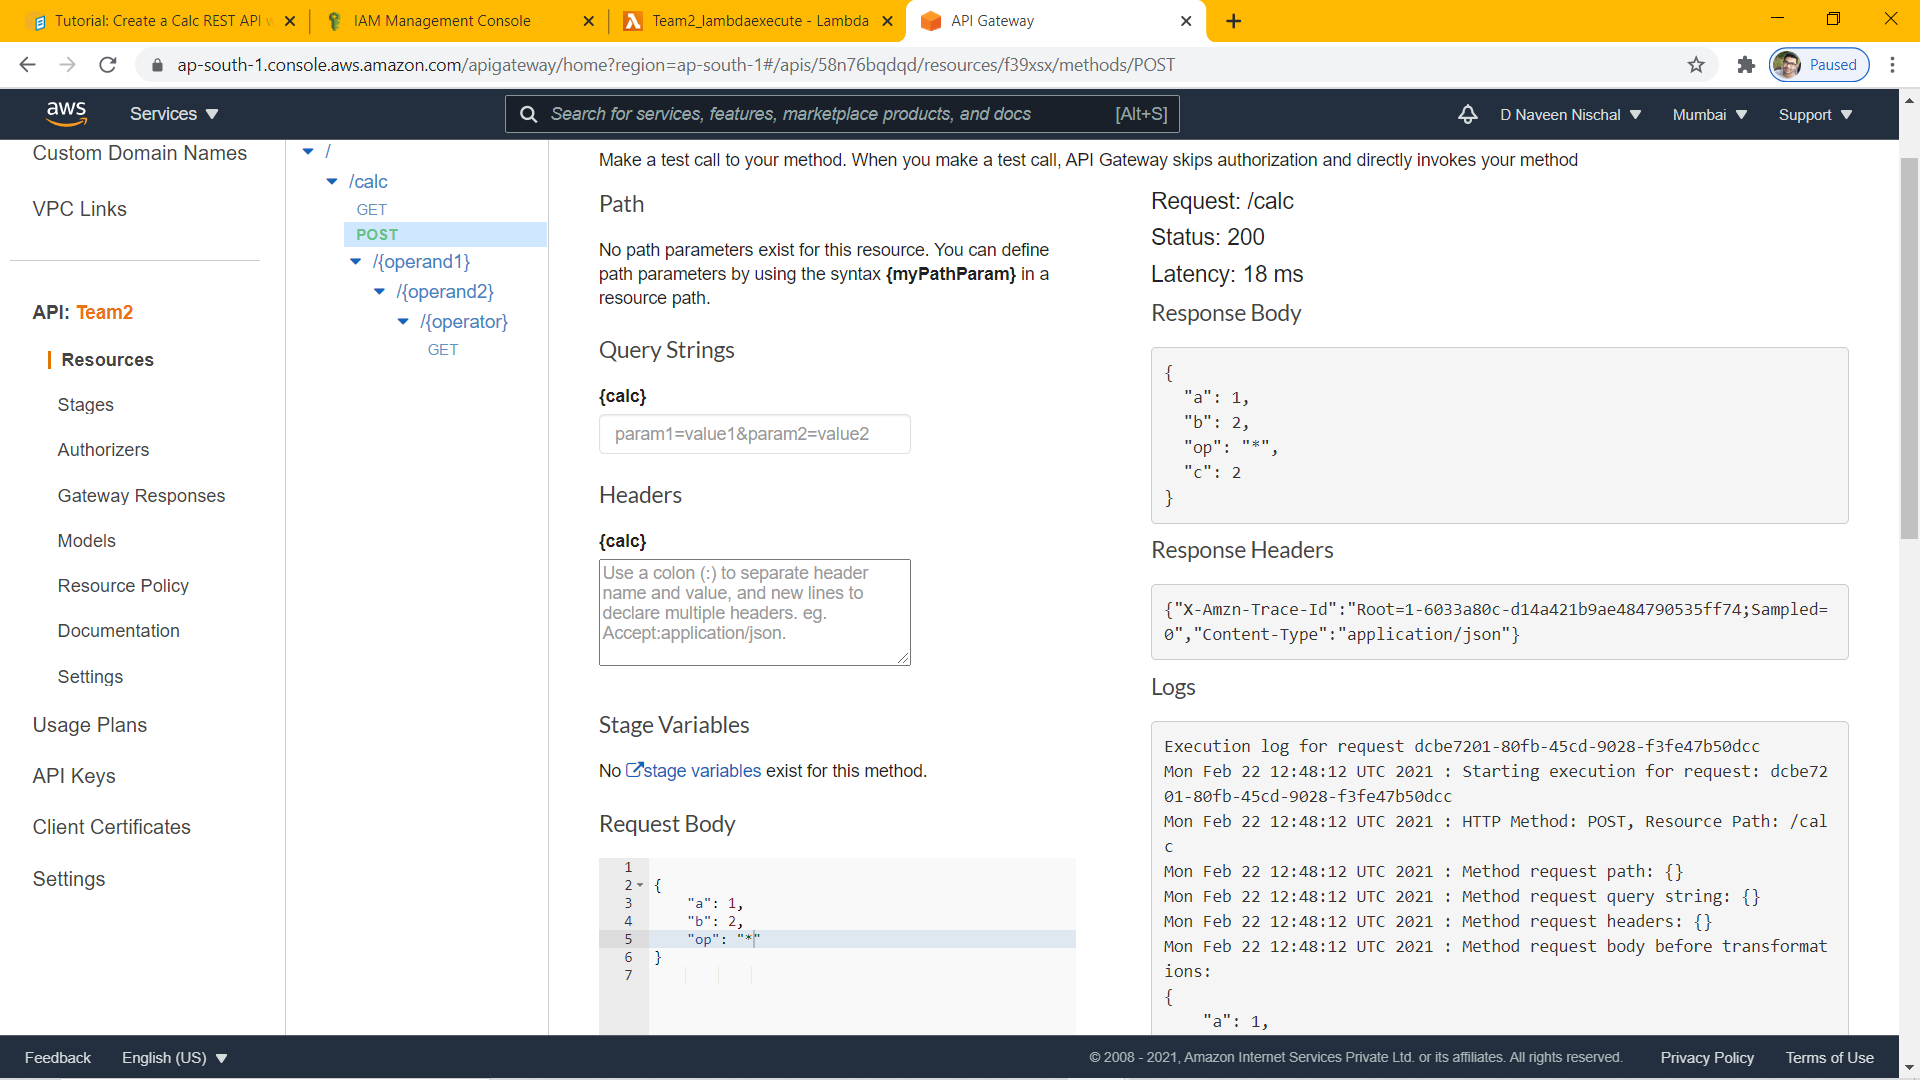 Tutorial: Create a Calc REST API w
IAM Management Console
Team2_lambdaexecute - Lambda
API Gateway
ap-south-1.console.aws.amazon.com/apigateway/home?region=ap-south-1#/apis/58n76bqdqd/resources/f39xsx/methods/POST
Paused
aws
Services
Search for services, features, marketplace products, and docs
[Alt+S]
D Naveen Nischal
Mumbai
Support
Custom Domain Names
VPC Links
API: Team2
Resources
Stages
Authorizers
Gateway Responses
Models
Resource Policy
Documentation
Settings
Usage Plans
API Keys
Client Certificates
Settings
/
/calc
GET
POST
/{operand1}
/{operand2}
/{operator}
GET
Make a test call to your method. When you make a test call, API Gateway skips authorization and directly invokes your method
Path
No path parameters exist for this resource. You can define
path parameters by using the syntax {myPathParam} in a
resource path.
Query Strings
{calc}
param1=value1&param2=value2
Headers
{calc}
Use a colon (:) to separate header
name and value, and new lines to
declare multiple headers. eg.
Accept:application/json.
Stage Variables
No stage variables exist for this method.
Request Body
1
2 {
3 "a": 1,
4 "b": 2,
5 "op": "*"
6 }
7
Request: /calc
Status: 200
Latency: 18 ms
Response Body
{
"a": 1,
"b": 2,
"op": "*",
"c": 2
}
Response Headers
{"X-Amzn-Trace-Id":"Root=1-6033a80c-d14a421b9ae484790535ff74;Sampled=
0","Content-Type":"application/json"}
Logs
Execution log for request dcbe7201-80fb-45cd-9028-f3fe47b50dcc
Mon Feb 22 12:48:12 UTC 2021 : Starting execution for request: dcbe72
01-80fb-45cd-9028-f3fe47b50dcc
Mon Feb 22 12:48:12 UTC 2021 : HTTP Method: POST, Resource Path: /cal
c
Mon Feb 22 12:48:12 UTC 2021 : Method request path: {}
Mon Feb 22 12:48:12 UTC 2021 : Method request query string: {}
Mon Feb 22 12:48:12 UTC 2021 : Method request headers: {}
Mon Feb 22 12:48:12 UTC 2021 : Method request body before transformat
ions:
{
"a": 1,
Feedback
English (US)
© 2008 - 2021, Amazon Internet Services Private Ltd. or its affiliates. All rights reserved.
Privacy Policy
Terms of Use